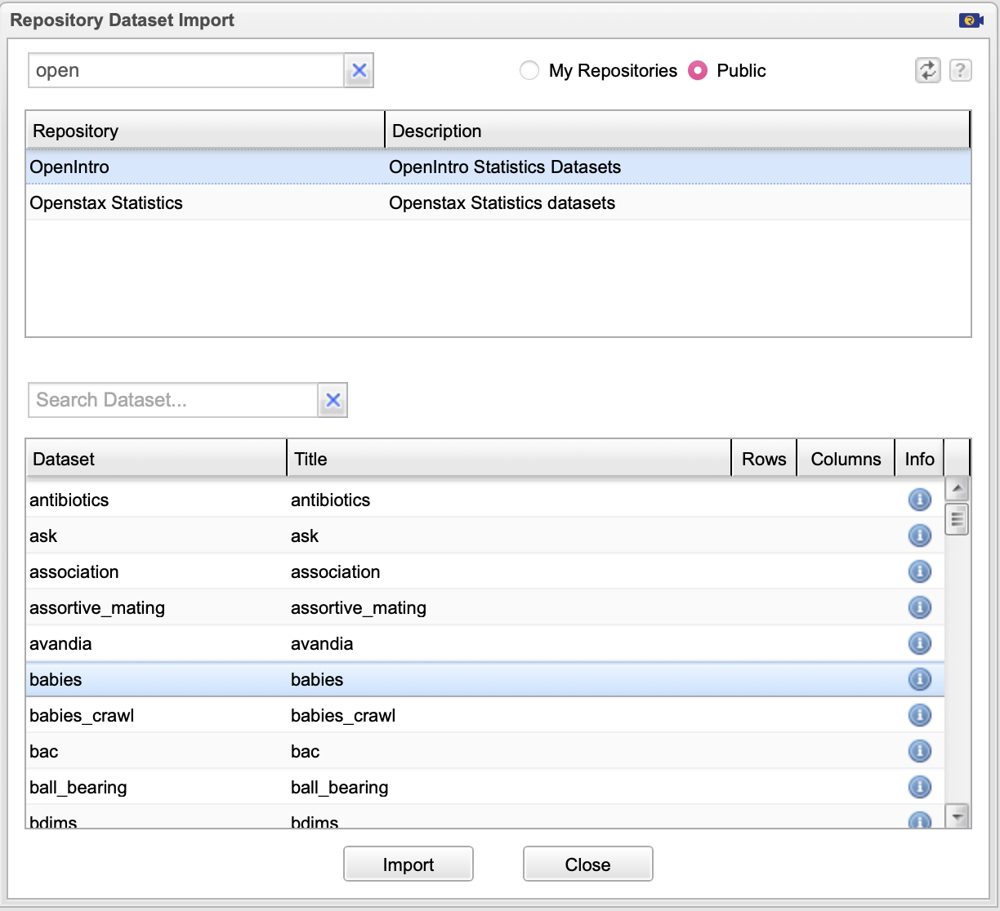 Repository Dataset Import
open
My Repositories Public
?
Repository Description
OpenIntro OpenIntro Statistics Datasets
Openstax Statistics Openstax Statistics datasets
Search Dataset...
Dataset Title Rows Columns Info
antibiotics antibiotics
ask ask
association association
assortive_mating assortive_mating
avandia avandia
babies babies
babies_crawl babies_crawl
bac bac
ball_bearing ball_bearing
bdims bdims
Import Close